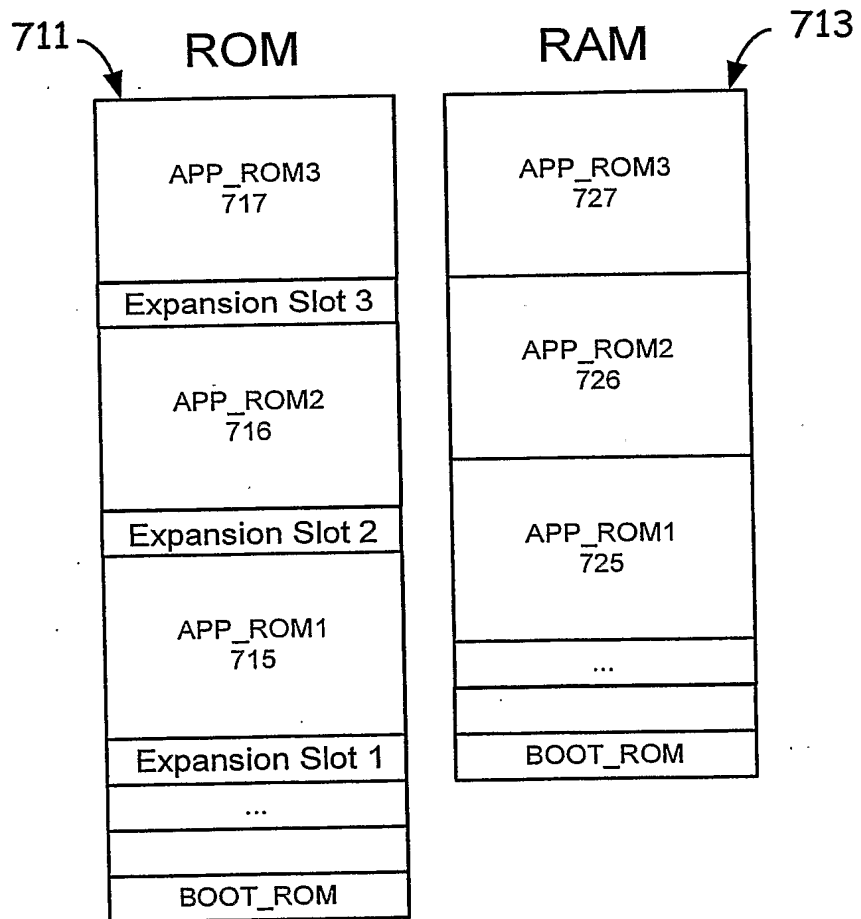 711
ROM
APP_ROM3
717
Expansion Slot 3
APP_ROM2
716
Expansion Slot 2
APP_ROM1
715
Expansion Slot 1
...
BOOT_ROM
RAM
713
APP_ROM3
727
APP_ROM2
726
APP_ROM1
725
...
BOOT_ROM